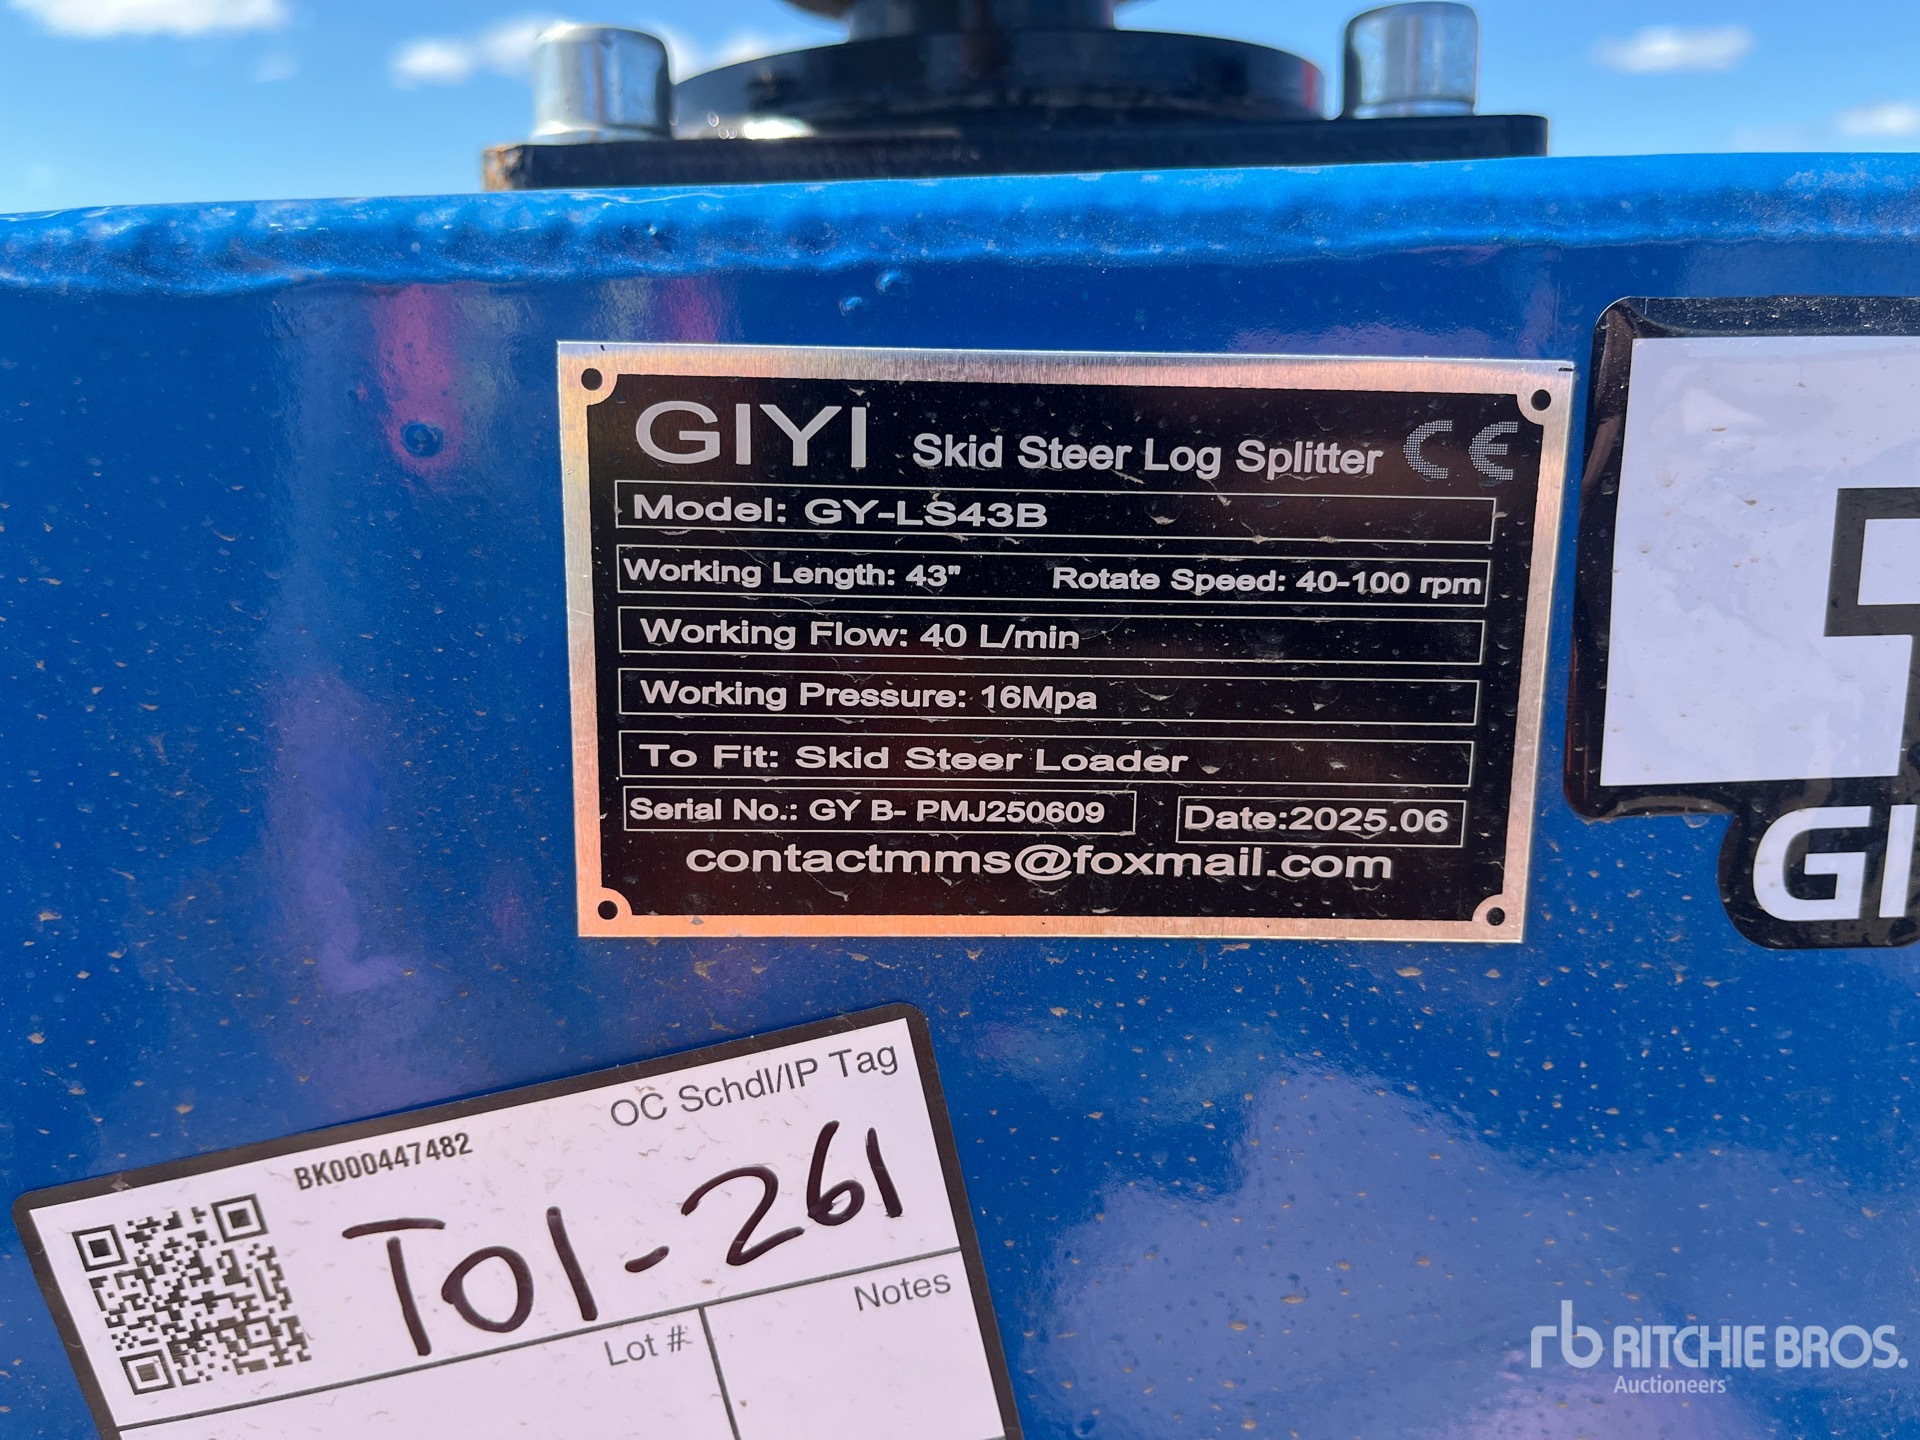 GIYI Skid Steer Log Splitter CE
Model: GY-LS43B
Working Length: 43" Rotate Speed: 40-100 rpm
Working Flow: 40 L/min
Working Pressure: 16Mpa
To Fit: Skid Steer Loader
Serial No.: GY B- PMJ250609 Date:2025.06
contactmms@foxmail.com
GI
OC Schdl/IP Tag
BK000447482
T01-261
Lot #
Notes
rb RITCHIE BROS.
Auctioneers